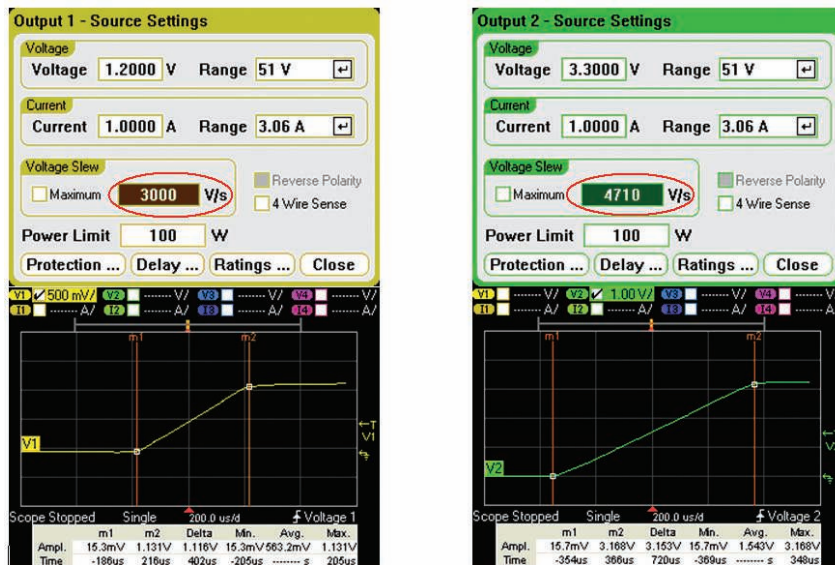 Output 1 - Source Settings
Voltage
Voltage 1.2000 V Range 51 V
Current
Current 1.0000 A Range 3.06 A
Voltage Slew
Maximum 3000 V/s
Reverse Polarity
4 Wire Sense
Power Limit 100 W
Protection ... Delay ... Ratings ... Close
V1 500 mV/ V2 ------ V/ V3 ------ V/ V4 ------ V/
I1 ------ A/ I2 ------ A/ I3 ------ A/ I4 ------ A/
m1 m2
T
V1
V1
Scope Stopped Single 200.0 us/d Voltage 1
m1 m2 Delta Min. Avg. Max.
Ampl. 15.3mV 1.131V 1.116V 15.3mV 563.2mV 1.131V
Time -186us 216us 402us -205us ------- s 205us
Output 2 - Source Settings
Voltage
Voltage 3.3000 V Range 51 V
Current
Current 1.0000 A Range 3.06 A
Voltage Slew
Maximum 4710 V/s
Reverse Polarity
4 Wire Sense
Power Limit 100 W
Protection ... Delay ... Ratings ... Close
V1 ------ V/ V2 1.00 V/ V3 ------ V/ V4 ------ V/
I1 ------ A/ I2 ------ A/ I3 ------ A/ I4 ------ A/
m1 m2
V2
Scope Stopped Single 200.0 us/d Voltage 2
m1 m2 Delta Min. Avg. Max.
Ampl. 15.7mV 3.168V 3.153V 15.7mV 1.543V 3.168V
Time -354us 366us 720us -369us ------- s 348us